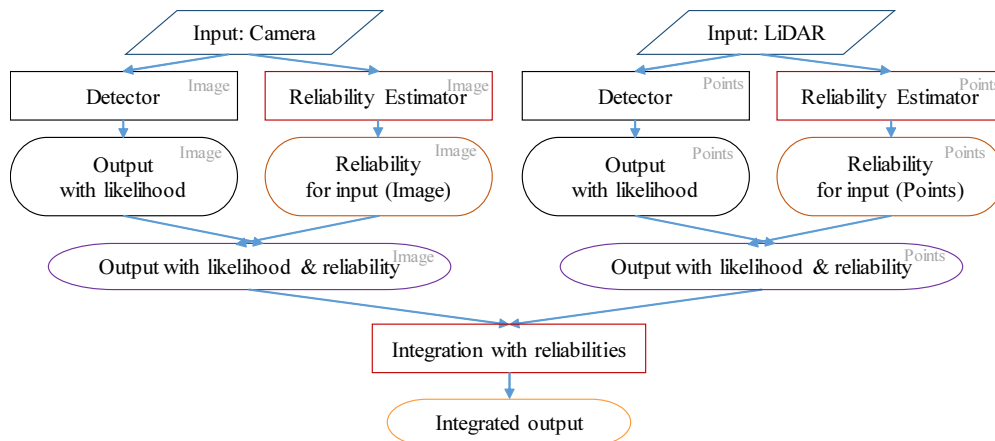 Input: Camera
Input: LiDAR
Image
Detector
Image
Reliability Estimator
Points
Detector
Points
Reliability Estimator
Image
Output
with likelihood
Image
Reliability
for input (Image)
Points
Output
with likelihood
Points
Reliability
for input (Points)
Image
Output with likelihood & reliability
Points
Output with likelihood & reliability
Integration with reliabilities
Integrated output